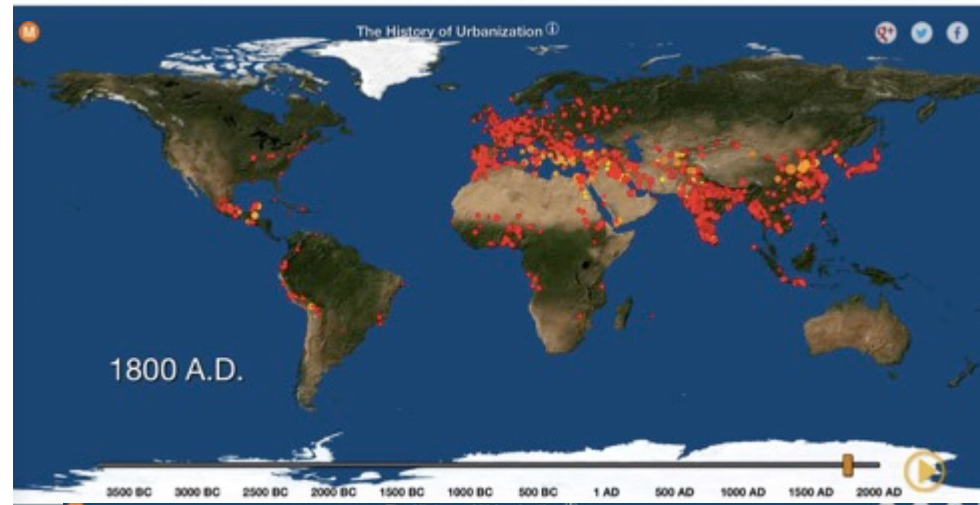 M
The History of Urbanization i
g+ f
1800 A.D.
3500 BC 3000 BC 2500 BC 2000 BC 1500 BC 1000 BC 500 BC 1 AD 500 AD 1000 AD 1500 AD 2000 AD